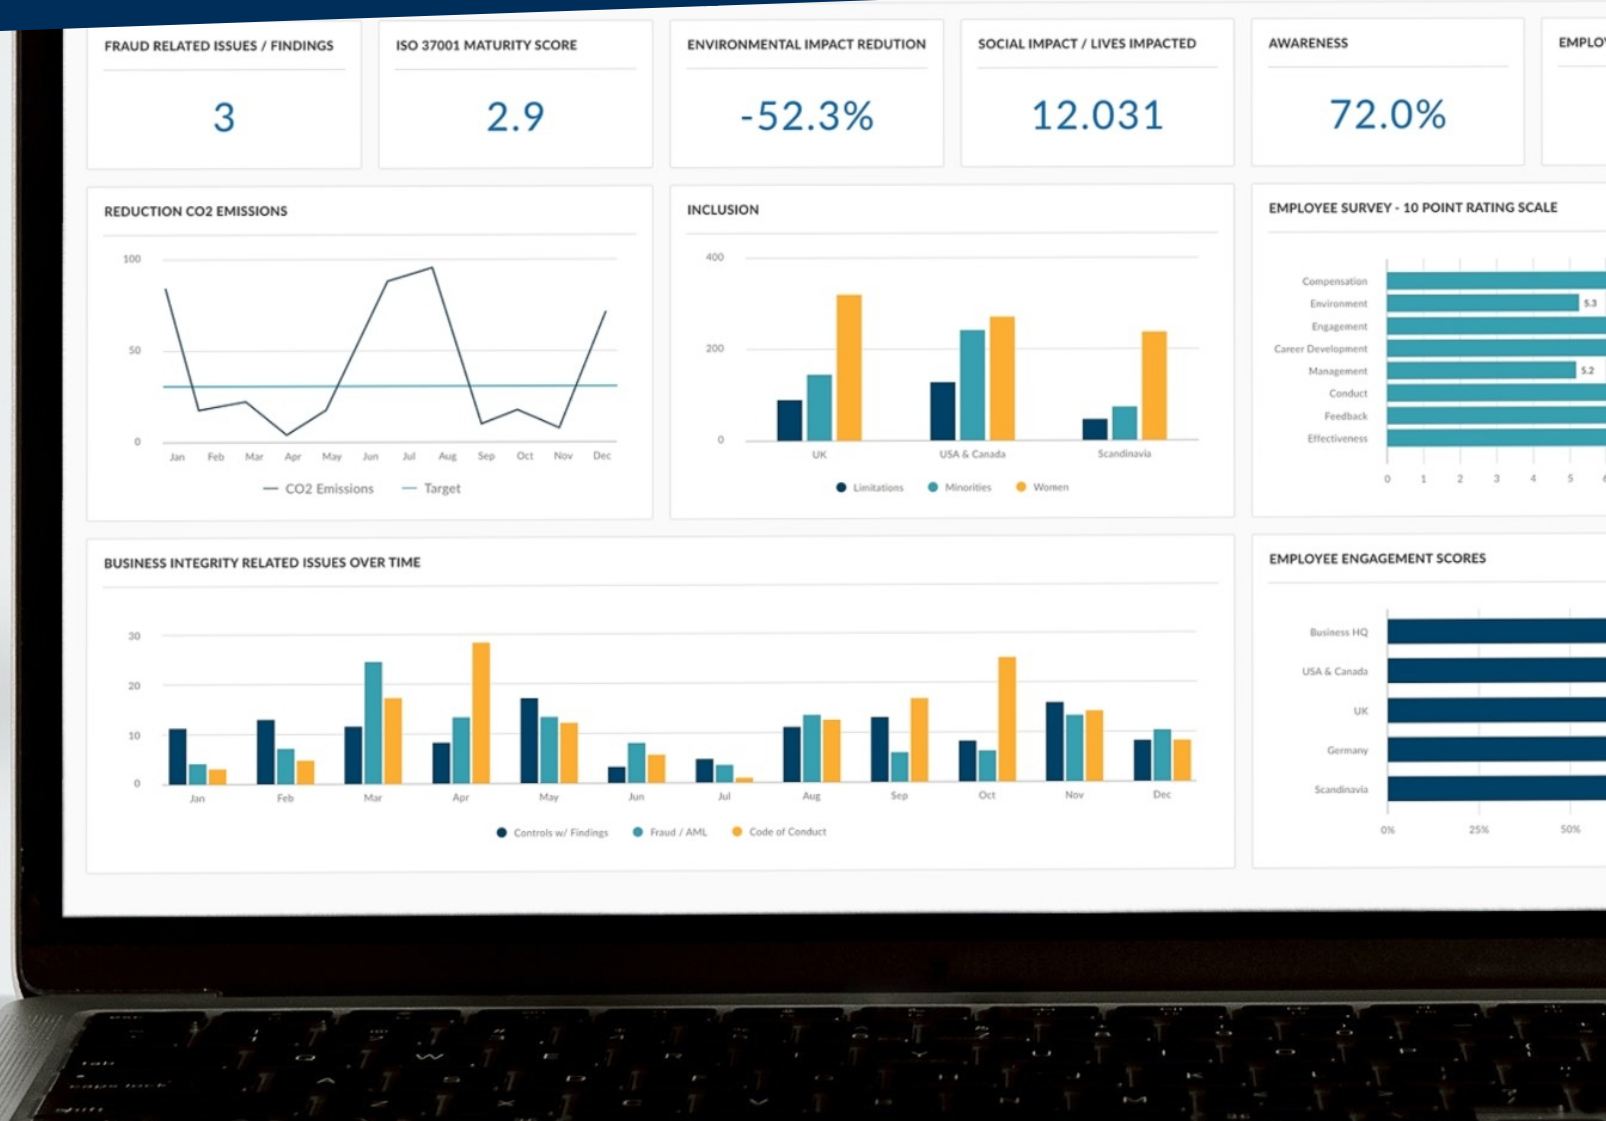 FRAUD RELATED ISSUES / FINDINGS
3
ISO 37001 MATURITY SCORE
2.9
ENVIRONMENTAL IMPACT REDUTION
-52.3%
SOCIAL IMPACT / LIVES IMPACTED
12.031
AWARENESS
72.0%
EMPLO
REDUCTION CO2 EMISSIONS
100
50
0
Jan Feb Mar Apr May Jun Jul Aug Sep Oct Nov Dec
CO2 Emissions Target
INCLUSION
400
200
0
UK USA & Canada Scandinavia
Limitations Minorities Women
EMPLOYEE SURVEY - 10 POINT RATING SCALE
Compensation
Environment 5.3
Engagement
Career Development
Management 5.2
Conduct
Feedback
Effectiveness
0 1 2 3 4 5
BUSINESS INTEGRITY RELATED ISSUES OVER TIME
30
20
10
0
Jan Feb Mar Apr May Jun Jul Aug Sep Oct Nov Dec
Controls w/ Findings Fraud / AML Code of Conduct
EMPLOYEE ENGAGEMENT SCORES
Business HQ
USA & Canada
UK
Germany
Scandinavia
0% 25% 50%
tab
caps lock
shift